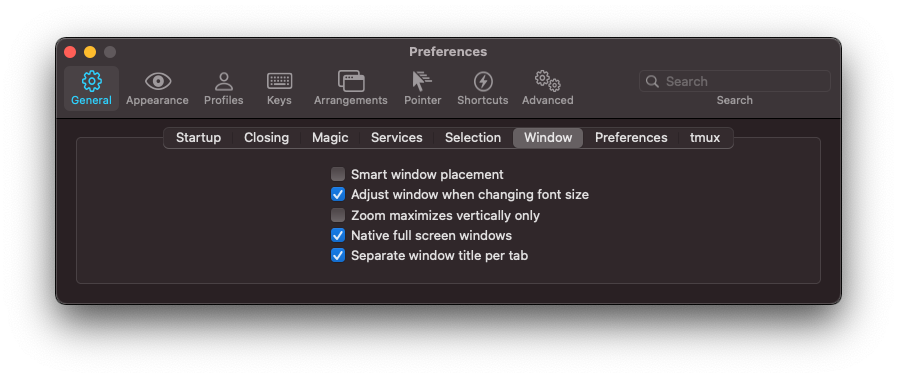 Preferences
General Appearance Profiles Keys Arrangements Pointer Shortcuts Advanced Search
Search
Startup Closing Magic Services Selection Window Preferences tmux
Smart window placement
Adjust window when changing font size
Zoom maximizes vertically only
Native full screen windows
Separate window title per tab